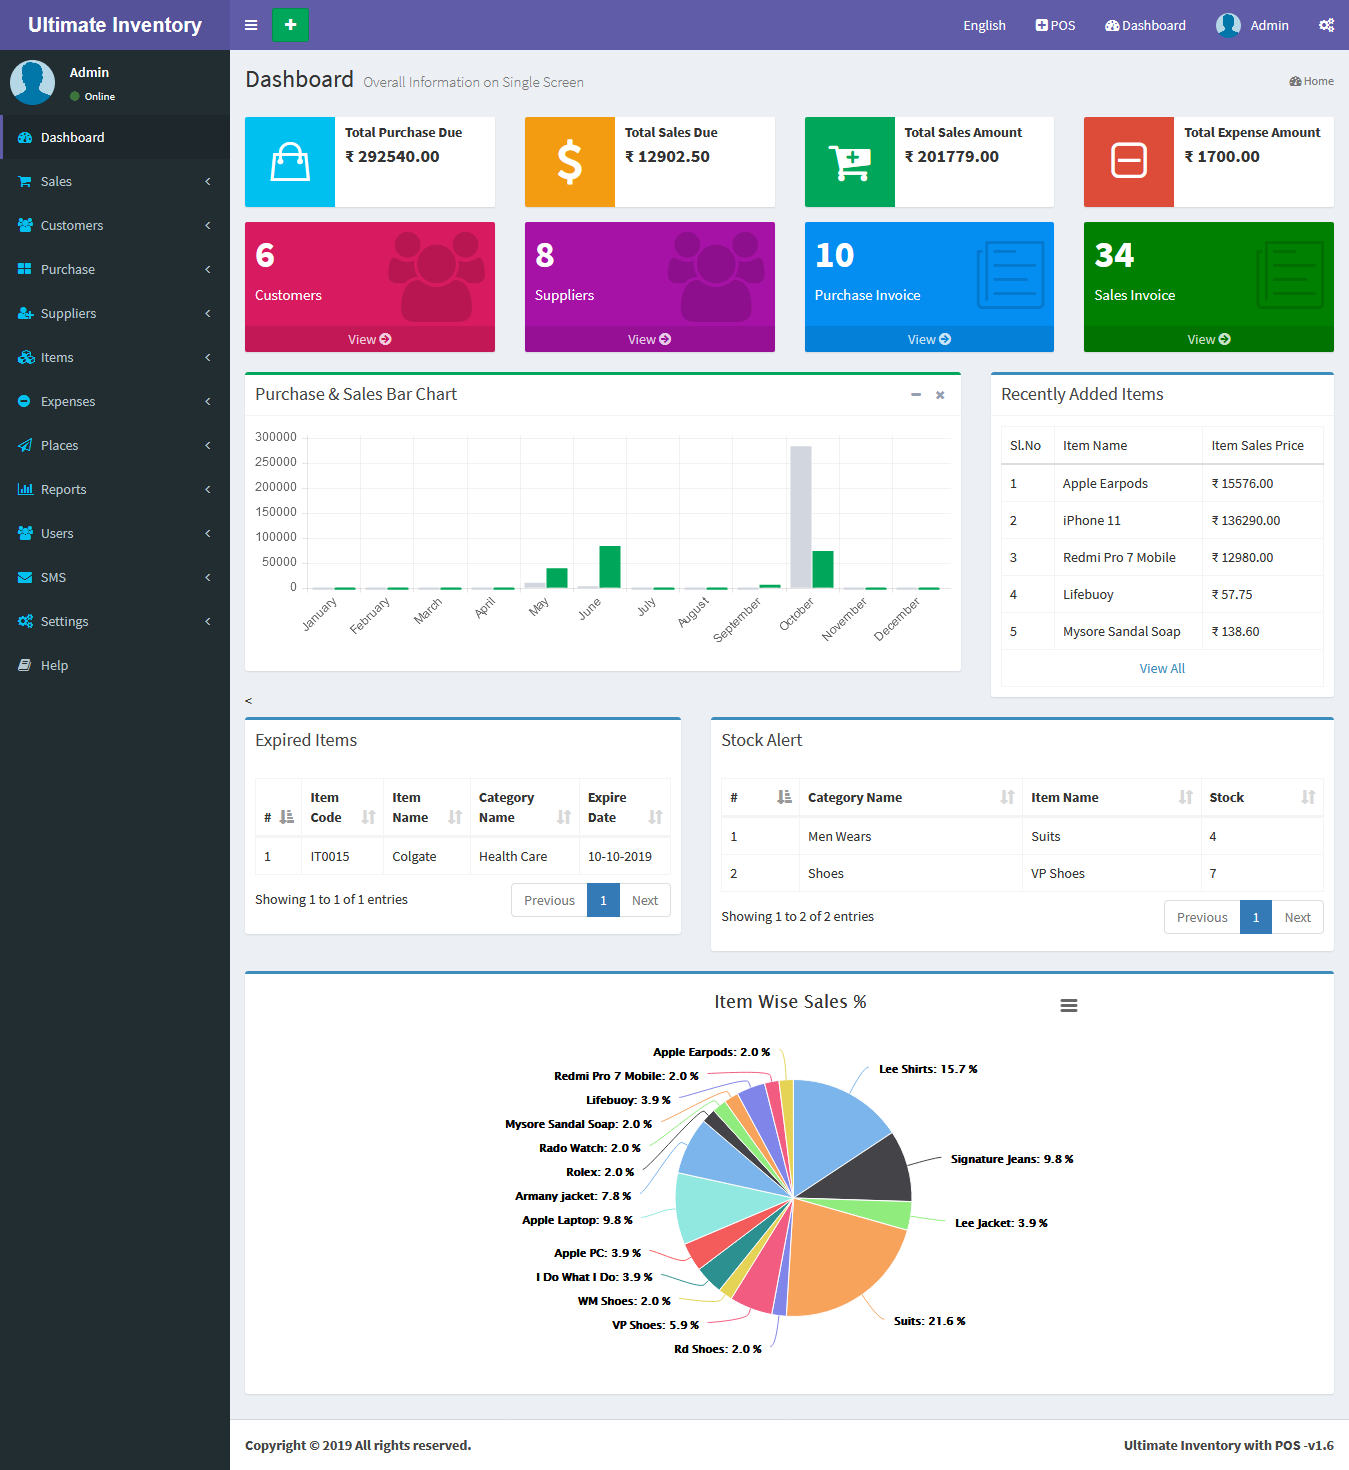 Ultimate Inventory
English
POS
Dashboard
Admin
Admin
Online
Dashboard
Sales
Customers
Purchase
Suppliers
Items
Expenses
Places
Reports
Users
SMS
Settings
Help
Dashboard Overall Information on Single Screen
Home
Total Purchase Due
₹ 292540.00
Total Sales Due
₹ 12902.50
Total Sales Amount
₹ 201779.00
Total Expense Amount
₹ 1700.00
6
Customers
View
8
Suppliers
View
10
Purchase Invoice
View
34
Sales Invoice
View
Purchase & Sales Bar Chart
300000
250000
200000
150000
100000
50000
0
January
February
March
April
May
June
July
August
September
October
November
December
Recently Added Items
Sl.No Item Name Item Sales Price
1 Apple Earpods ₹ 15576.00
2 iPhone 11 ₹ 136290.00
3 Redmi Pro 7 Mobile ₹ 12980.00
4 Lifebuoy ₹ 57.75
5 Mysore Sandal Soap ₹ 138.60
View All
<
Expired Items
# Item Code Item Name Category Name Expire Date
1 IT0015 Colgate Health Care 10-10-2019
Showing 1 to 1 of 1 entries
Previous 1 Next
Stock Alert
# Category Name Item Name Stock
1 Men Wears Suits 4
2 Shoes VP Shoes 7
Showing 1 to 2 of 2 entries
Previous 1 Next
Item Wise Sales %
Apple Earpods: 2.0 %
Redmi Pro 7 Mobile: 2.0 %
Lifebuoy: 3.9 %
Mysore Sandal Soap: 2.0 %
Rado Watch: 2.0 %
Rolex: 2.0 %
Armany jacket: 7.8 %
Apple Laptop: 9.8 %
Apple PC: 3.9 %
I Do What I Do: 3.9 %
WM Shoes: 2.0 %
VP Shoes: 5.9 %
Rd Shoes: 2.0 %
Lee Shirts: 15.7 %
Signature Jeans: 9.8 %
Lee Jacket: 3.9 %
Suits: 21.6 %
Copyright © 2019 All rights reserved.
Ultimate Inventory with POS -v1.6